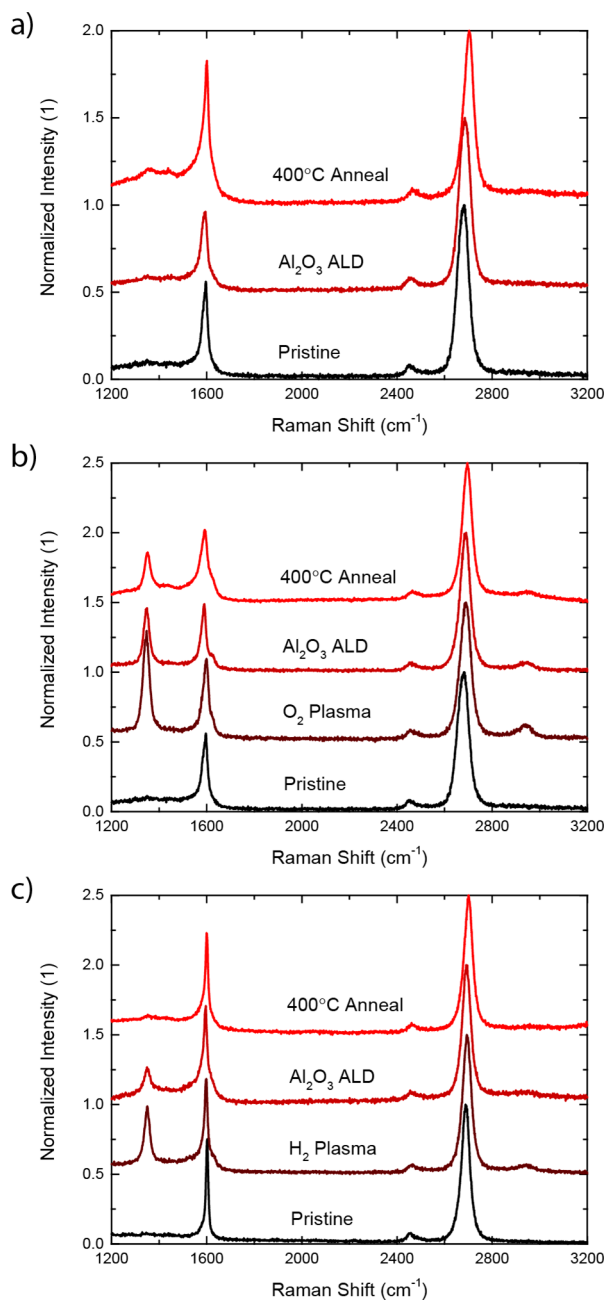 a)
2.0
1.5
1.0
0.5
0.0
Normalized Intensity (1)
400°C Anneal
Al₂O₃ ALD
Pristine
1200 1600 2000 2400 2800 3200
Raman Shift (cm⁻¹)
b)
2.5
2.0
1.5
1.0
0.5
0.0
Normalized Intensity (1)
400°C Anneal
Al₂O₃ ALD
O₂ Plasma
Pristine
1200 1600 2000 2400 2800 3200
Raman Shift (cm⁻¹)
c)
2.5
2.0
1.5
1.0
0.5
0.0
Normalized Intensity (1)
400°C Anneal
Al₂O₃ ALD
H₂ Plasma
Pristine
1200 1600 2000 2400 2800 3200
Raman Shift (cm⁻¹)